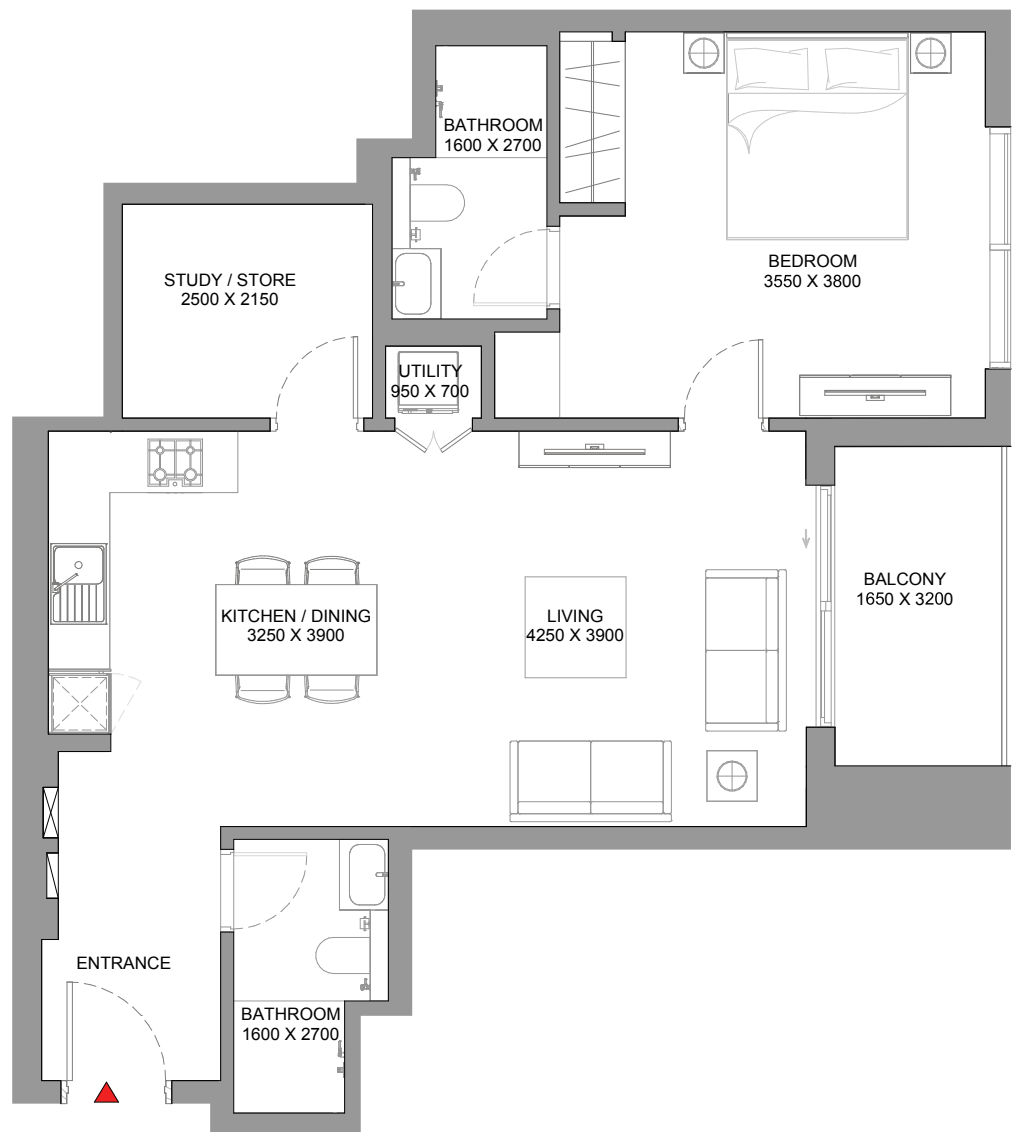 BATHROOM
1600 X 2700
BEDROOM
3550 X 3800
STUDY / STORE
2500 X 2150
UTILITY
950 X 700
KITCHEN / DINING
3250 X 3900
LIVING
4250 X 3900
BALCONY
1650 X 3200
ENTRANCE
BATHROOM
1600 X 2700